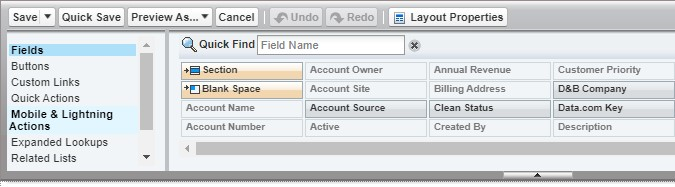 Save Quick Save Preview As... Cancel Undo Redo Layout Properties
Fields
Buttons
Custom Links
Quick Actions
Mobile & Lightning
Actions
Expanded Lookups
Related Lists
Quick Find Field Name
Section Account Owner Annual Revenue Customer Priority
Blank Space Account Site Billing Address D&B Company
Account Name Account Source Clean Status Data.com Key
Account Number Active Created By Description